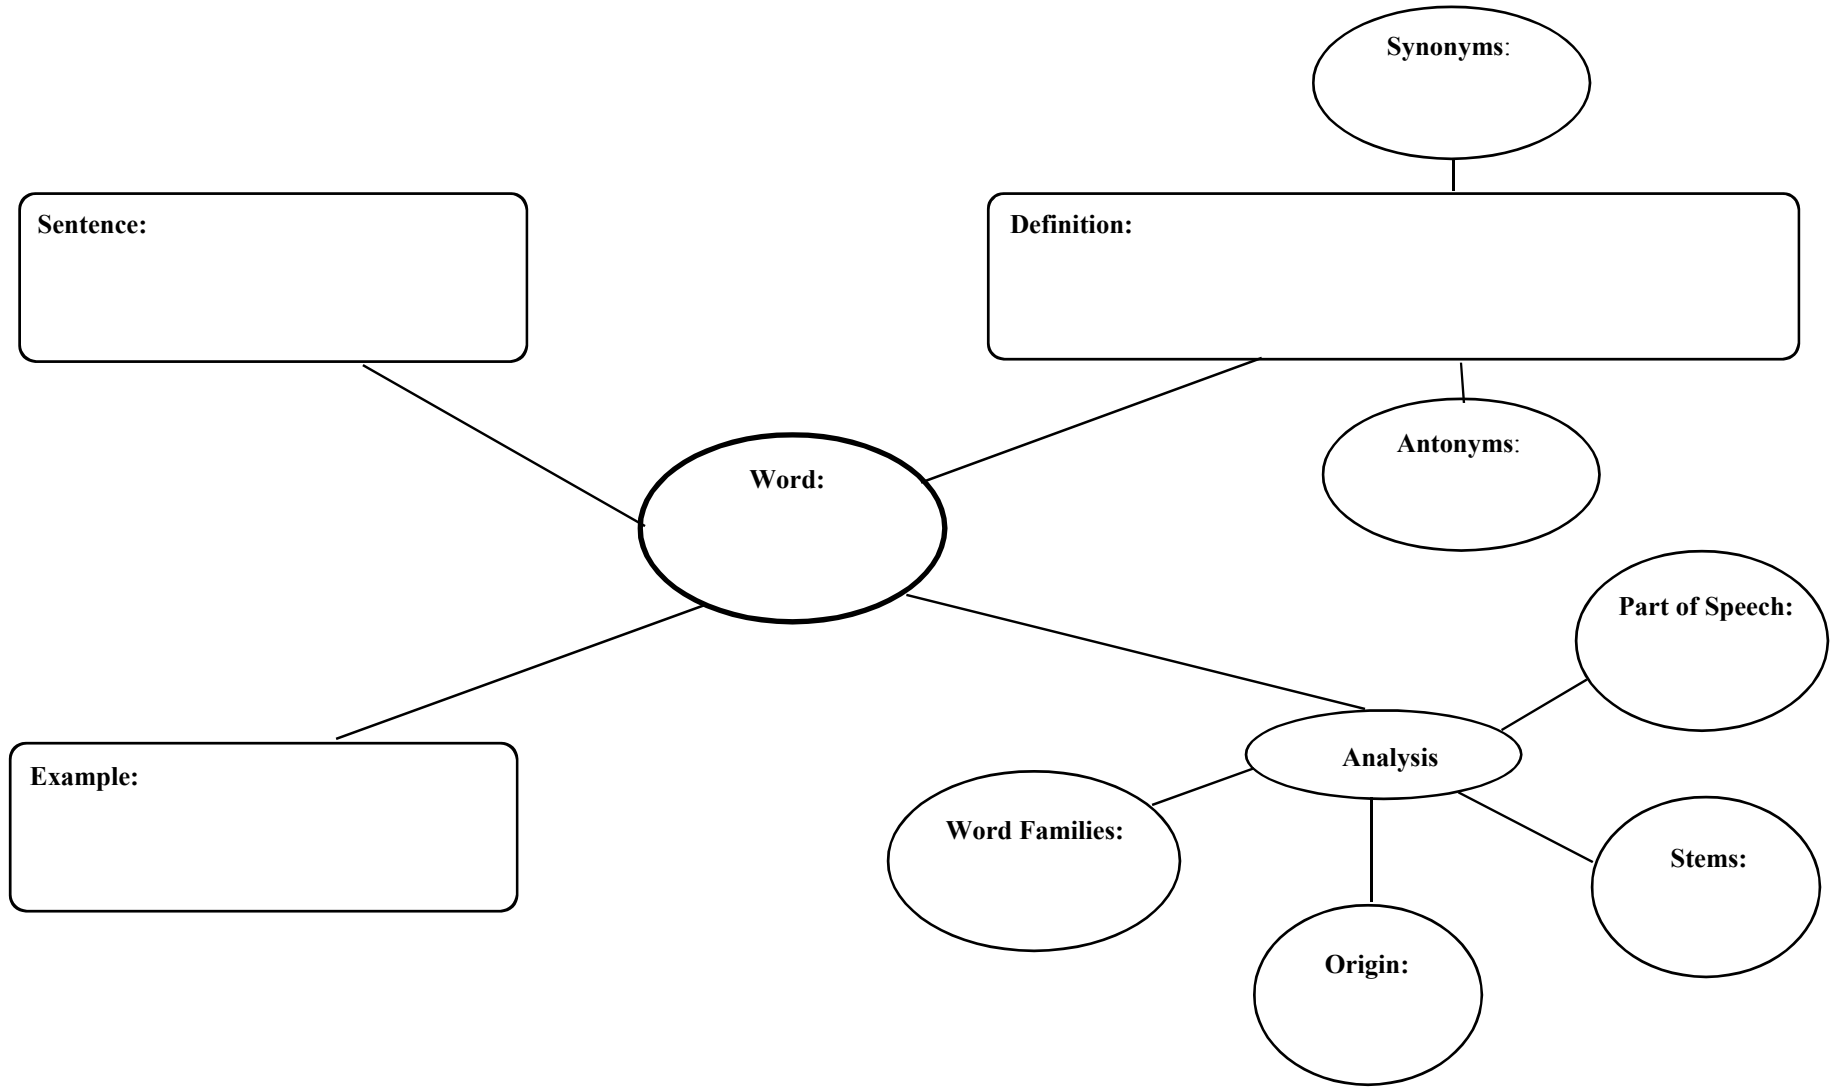 Synonyms:
Sentence:
Definition:
Antonyms:
Word:
Part of Speech:
Analysis
Example:
Word Families:
Stems:
Origin: